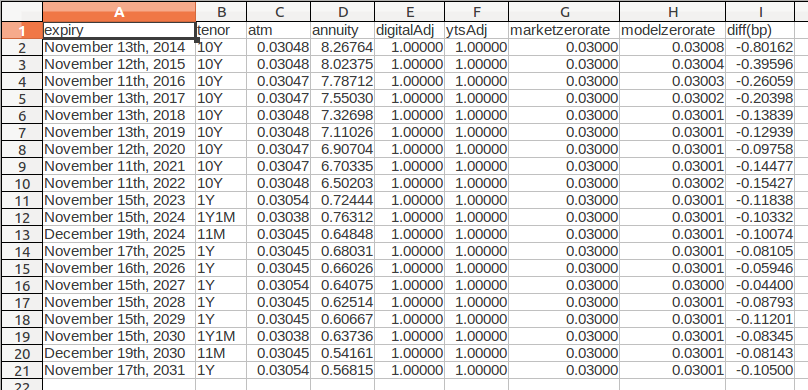 A B C D E F G H I
1 expiry tenor atm annuity digitalAdj ytsAdj marketzerorate modelzerorate diff(bp)
2 November 13th, 2014 10Y 0.03048 8.26764 1.00000 1.00000 0.03000 0.03008 -0.80162
3 November 12th, 2015 10Y 0.03048 8.02375 1.00000 1.00000 0.03000 0.03004 -0.39596
4 November 11th, 2016 10Y 0.03047 7.78712 1.00000 1.00000 0.03000 0.03003 -0.26059
5 November 13th, 2017 10Y 0.03047 7.55030 1.00000 1.00000 0.03000 0.03002 -0.20398
6 November 13th, 2018 10Y 0.03048 7.32698 1.00000 1.00000 0.03000 0.03001 -0.13839
7 November 13th, 2019 10Y 0.03048 7.11026 1.00000 1.00000 0.03000 0.03001 -0.12939
8 November 12th, 2020 10Y 0.03047 6.90704 1.00000 1.00000 0.03000 0.03001 -0.09758
9 November 11th, 2021 10Y 0.03047 6.70335 1.00000 1.00000 0.03000 0.03001 -0.14477
10 November 11th, 2022 10Y 0.03048 6.50203 1.00000 1.00000 0.03000 0.03002 -0.15427
11 November 15th, 2023 1Y 0.03054 0.72444 1.00000 1.00000 0.03000 0.03001 -0.11838
12 November 15th, 2024 1Y1M 0.03038 0.76312 1.00000 1.00000 0.03000 0.03001 -0.10332
13 December 19th, 2024 11M 0.03045 0.64848 1.00000 1.00000 0.03000 0.03001 -0.10074
14 November 17th, 2025 1Y 0.03045 0.68031 1.00000 1.00000 0.03000 0.03001 -0.08105
15 November 16th, 2026 1Y 0.03045 0.66026 1.00000 1.00000 0.03000 0.03001 -0.05946
16 November 15th, 2027 1Y 0.03054 0.64075 1.00000 1.00000 0.03000 0.03000 -0.04400
17 November 15th, 2028 1Y 0.03045 0.62514 1.00000 1.00000 0.03000 0.03001 -0.08793
18 November 15th, 2029 1Y 0.03045 0.60667 1.00000 1.00000 0.03000 0.03001 -0.11201
19 November 15th, 2030 1Y1M 0.03038 0.63736 1.00000 1.00000 0.03000 0.03001 -0.08345
20 December 19th, 2030 11M 0.03045 0.54161 1.00000 1.00000 0.03000 0.03001 -0.08143
21 November 17th, 2031 1Y 0.03054 0.56815 1.00000 1.00000 0.03000 0.03001 -0.10500
22